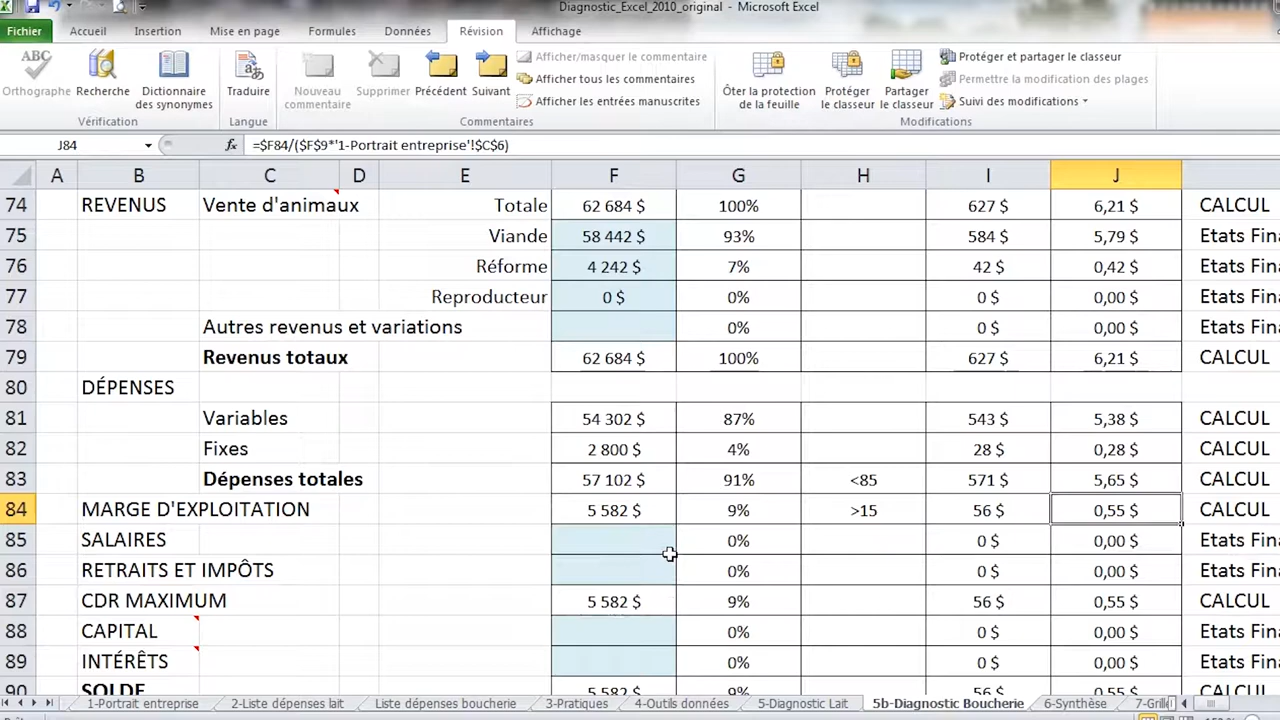 Diagnostic_Excel_2010_original - Microsoft Excel
Fichier Accueil Insertion Mise en page Formules Données Révision Affichage
ABC Orthographe Recherche Dictionnaire des synonymes Traduire Nouveau commentaire Supprimer Précédent Suivant
Afficher/masquer le commentaire
Afficher tous les commentaires
Afficher les entrées manuscrites
Ôter la protection de la feuille Protéger le classeur Partager le classeur
Protéger et partager le classeur
Permettre la modification des plages
Suivi des modifications
Vérification Langue Commentaires Modifications
J84 fx =$F84/($F$9*'1-Portrait entreprise'!$C$6)
A B C D E F G H I J
74 REVENUS Vente d'animaux Totale 62 684 $ 100% 627 $ 6,21 $ CALCUL
75 Viande 58 442 $ 93% 584 $ 5,79 $ Etats Fin
76 Réforme 4 242 $ 7% 42 $ 0,42 $ Etats Fin
77 Reproducteur 0 $ 0% 0 $ 0,00 $ Etats Fin
78 Autres revenus et variations 0% 0 $ 0,00 $ Etats Fin
79 Revenus totaux 62 684 $ 100% 627 $ 6,21 $ CALCUL
80 DÉPENSES
81 Variables 54 302 $ 87% 543 $ 5,38 $ CALCUL
82 Fixes 2 800 $ 4% 28 $ 0,28 $ CALCUL
83 Dépenses totales 57 102 $ 91% <85 571 $ 5,65 $ CALCUL
84 MARGE D'EXPLOITATION 5 582 $ 9% >15 56 $ 0,55 $ CALCUL
85 SALAIRES 0% 0 $ 0,00 $ Etats Fin
86 RETRAITS ET IMPÔTS 0% 0 $ 0,00 $ Etats Fin
87 CDR MAXIMUM 5 582 $ 9% 56 $ 0,55 $ CALCUL
88 CAPITAL 0% 0 $ 0,00 $ Etats Fin
89 INTÉRÊTS 0% 0 $ 0,00 $ Etats Fin
90 SOLDE 5 582 $ 9% 56 $ 0,55 $ CALCUL
1-Portrait entreprise 2-Liste dépenses lait Liste dépenses boucherie 3-Pratiques 4-Outils données 5-Diagnostic Lait 5b-Diagnostic Boucherie 6-Synthèse 7-Grille